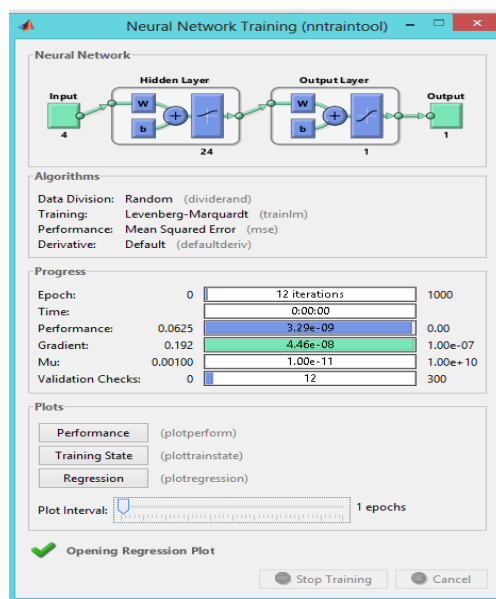 Neural Network Training (nntraintool)
Neural Network
Hidden Layer
Output Layer
Input
Output
W
b
+
W
b
+
4
24
1
1
Algorithms
Data Division: Random (dividerand)
Training: Levenberg-Marquardt (trainlm)
Performance: Mean Squared Error (mse)
Derivative: Default (defaultderiv)
Progress
Epoch: 0 12 iterations 1000
Time: 0:00:00
Performance: 0.0625 3.29e-09 0.00
Gradient: 0.192 4.46e-08 1.00e-07
Mu: 0.00100 1.00e-11 1.00e+10
Validation Checks: 0 12 300
Plots
Performance (plotperform)
Training State (plottrainstate)
Regression (plotregression)
Plot Interval: 1 epochs
Opening Regression Plot
Stop Training Cancel